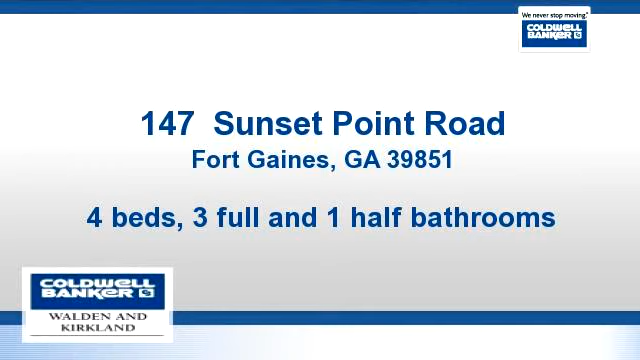 We never stop moving.®
COLDWELL
BANKER
147 Sunset Point Road
Fort Gaines, GA 39851
4 beds, 3 full and 1 half bathrooms
COLDWELL
BANKER
WALDEN AND
KIRKLAND